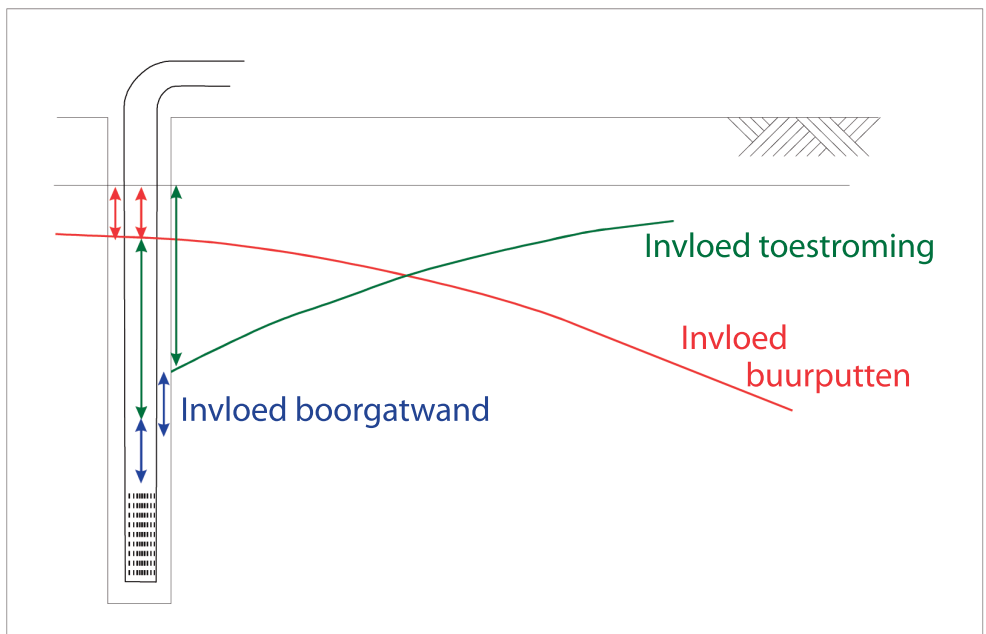 Invloed toestroming
Invloed
buurputten
Invloed boorgatwand